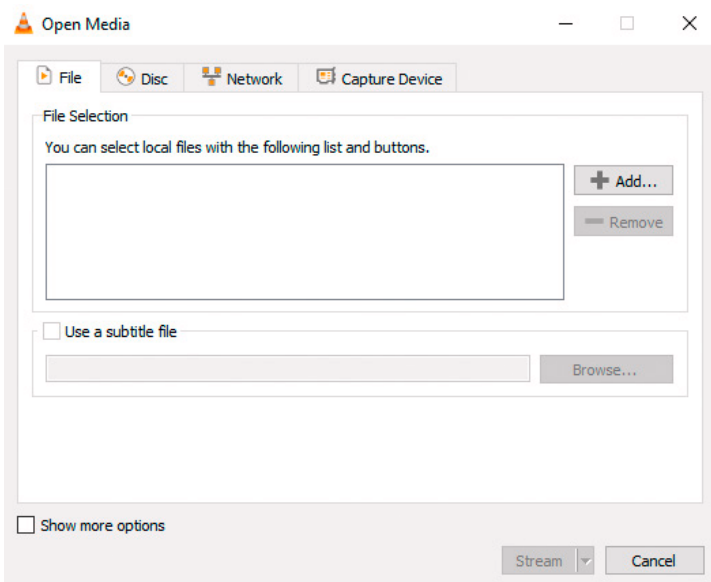 Open Media
File Disc Network Capture Device
File Selection
You can select local files with the following list and buttons.
Add...
Remove
Use a subtitle file
Browse...
Show more options
Stream Cancel